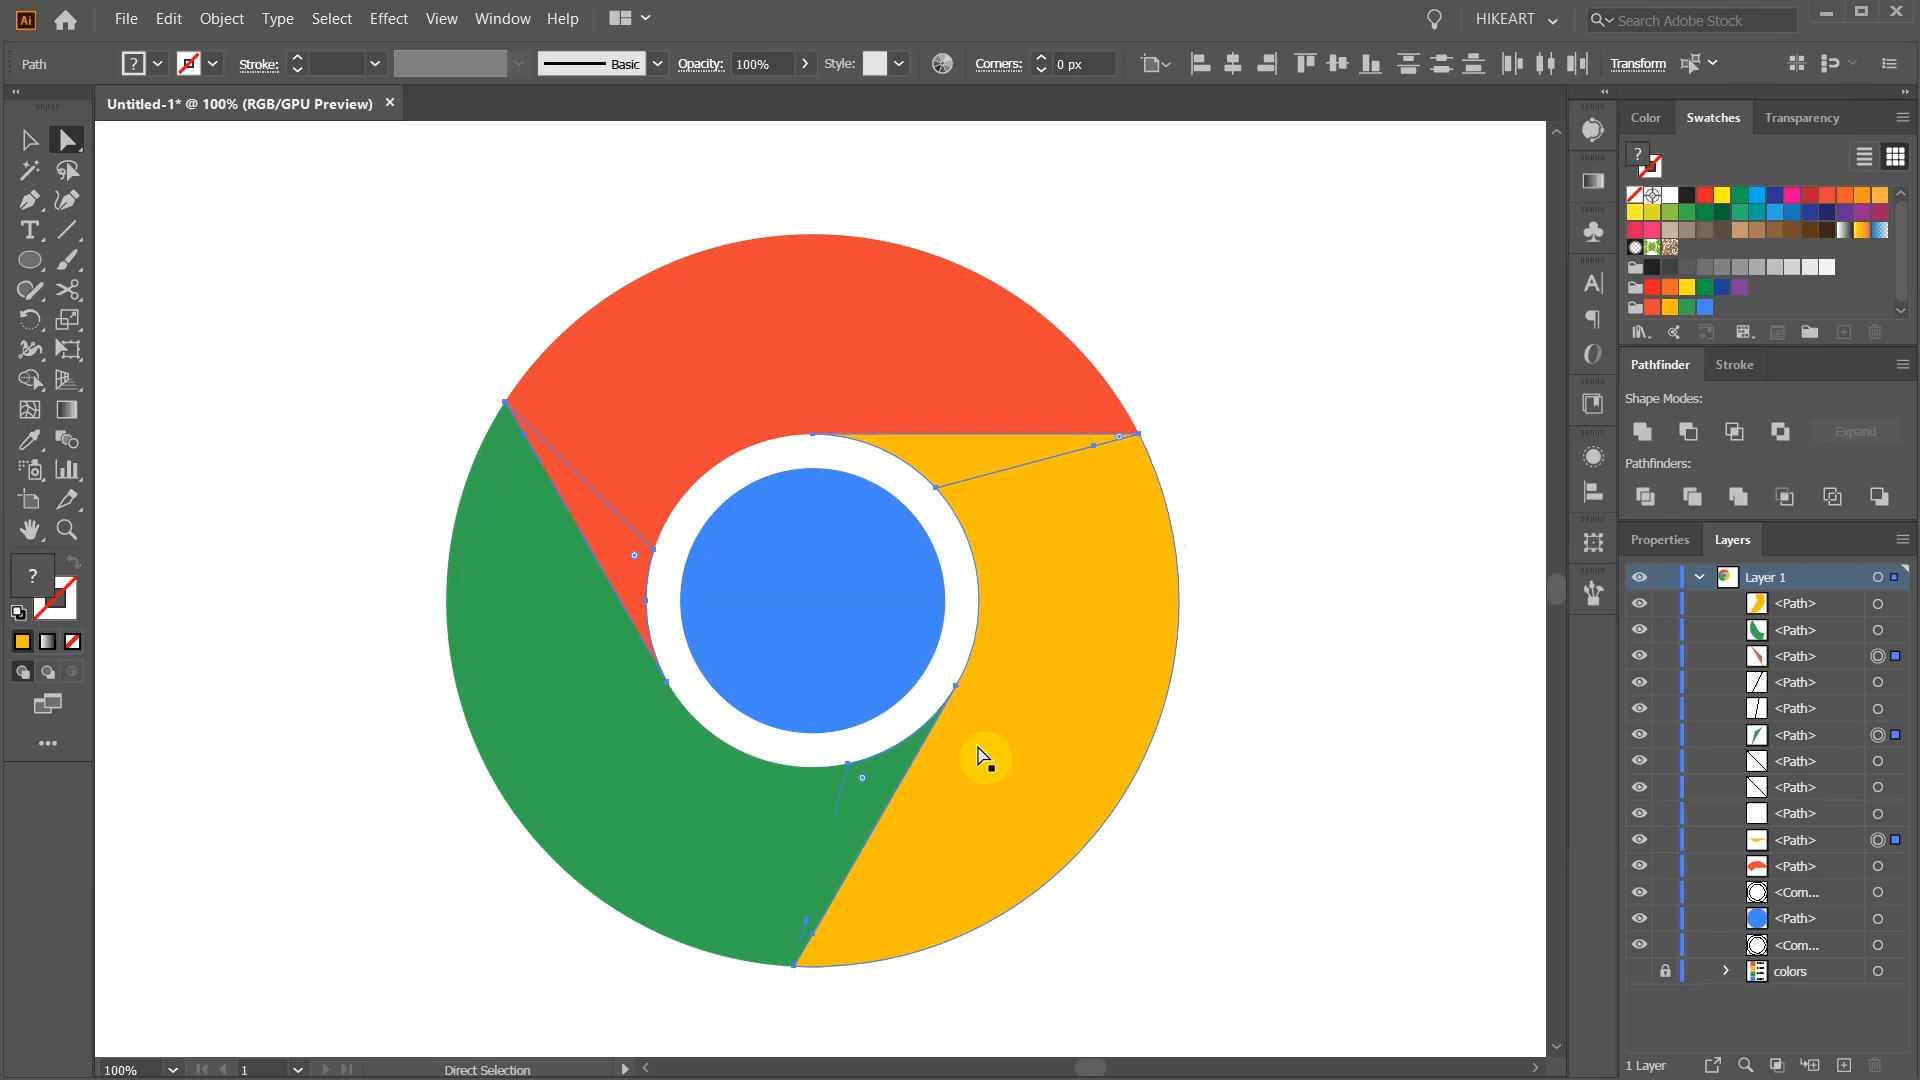 Ai File Edit Object Type Select Effect View Window Help HIKEART Search Adobe Stock
Path ? Stroke: Basic Opacity: 100% Style: Corners: 0 px Transform
Untitled-1* @ 100% (RGB/GPU Preview)
Color Swatches Transparency
?
Pathfinder Stroke
Shape Modes:
Expand
Pathfinders:
Properties Layers
?
Layer 1
<Path>
<Path>
<Path>
<Path>
<Path>
<Path>
<Path>
<Path>
<Path>
<Path>
<Path>
<Com...
<Path>
<Com...
colors
1 Layer
100% 1 Direct Selection